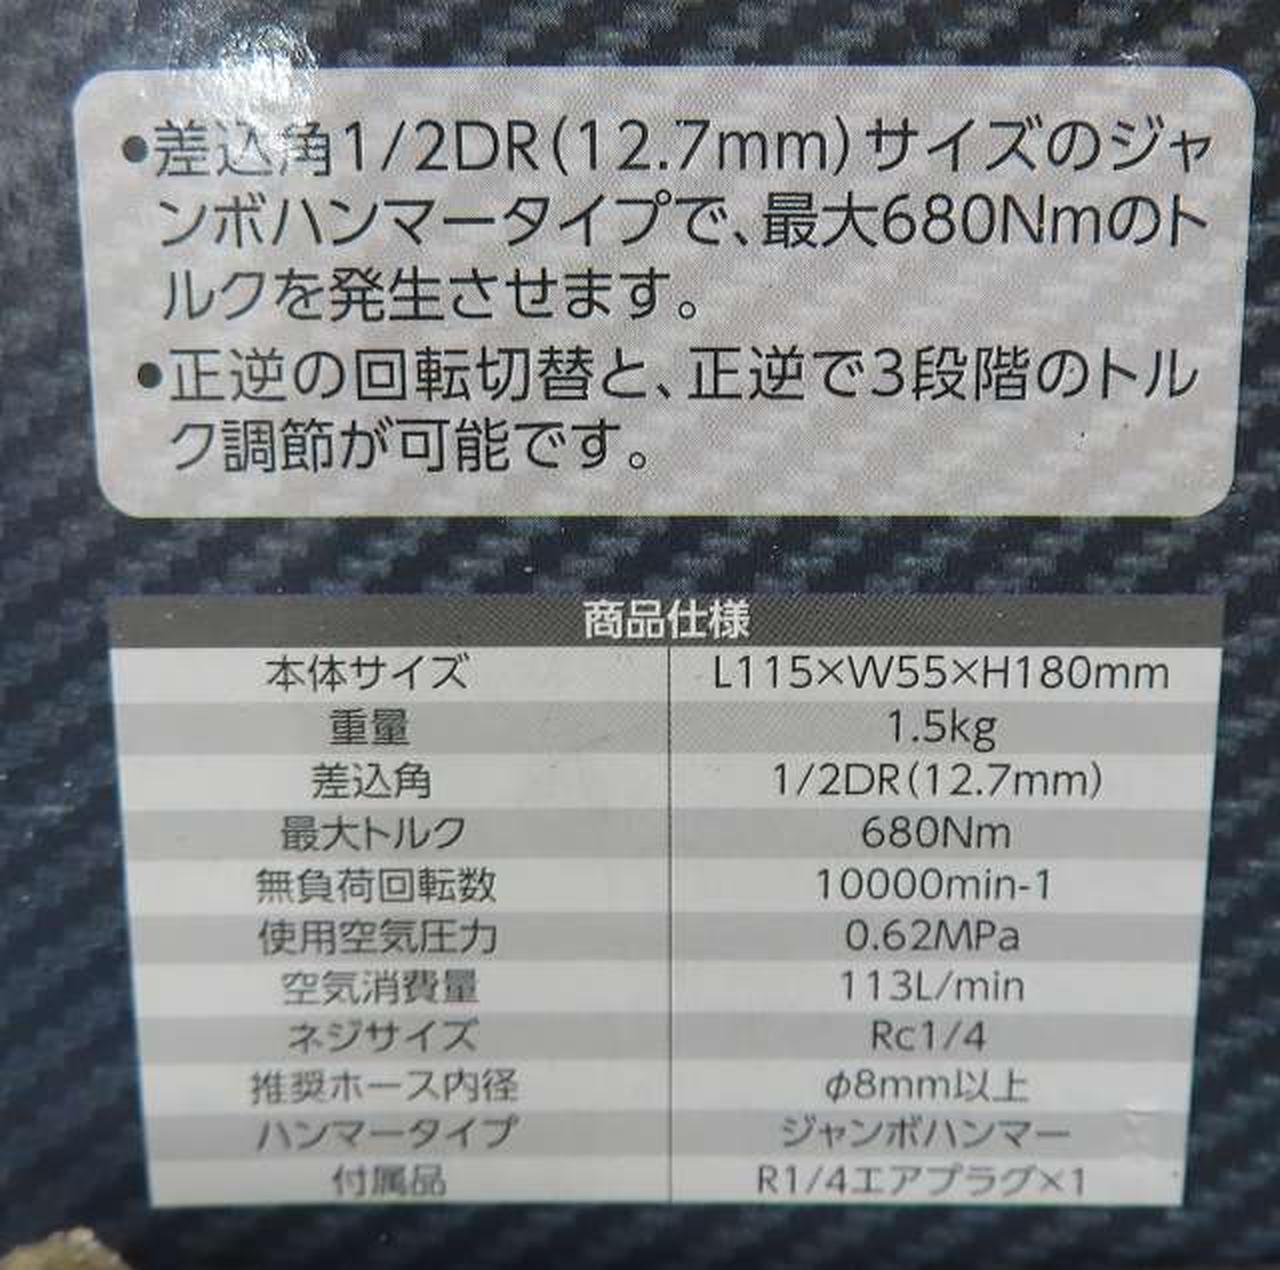 ●差込角1/2DR(12.7mm)サイズのジャ
ンボハンマータイプで、最大680Nmのト
ルクを発生させます。
●正逆の回転切替と、正逆で3段階のトル
ク調節が可能です。
商品仕様
本体サイズ L115×W55×H180mm
重量 1.5kg
差込角 1/2DR(12.7mm)
最大トルク 680Nm
無負荷回転数 10000min-1
使用空気圧力 0.62MPa
空気消費量 113L/min
ネジサイズ Rc1/4
推奨ホース内径 φ8mm以上
ハンマータイプ ジャンボハンマー
付属品 R1/4エアプラグ×1